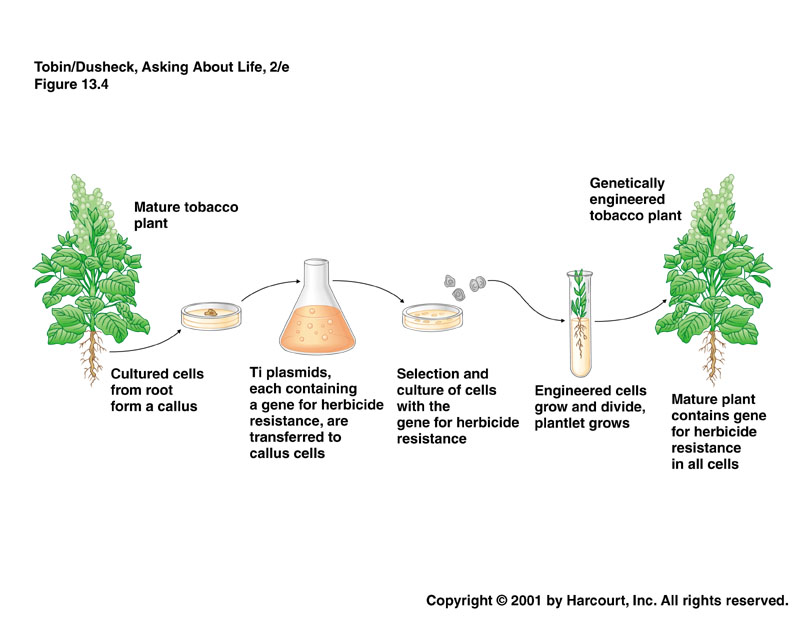 Tobin/Dusheck, Asking About Life, 2/e
Figure 13.4
Mature tobacco
plant
Genetically
engineered
tobacco plant
Cultured cells
from root
form a callus
Ti plasmids,
each containing
a gene for herbicide
resistance, are
transferred to
callus cells
Selection and
culture of cells
with the
gene for herbicide
resistance
Engineered cells
grow and divide,
plantlet grows
Mature plant
contains gene
for herbicide
resistance
in all cells
Copyright © 2001 by Harcourt, Inc. All rights reserved.